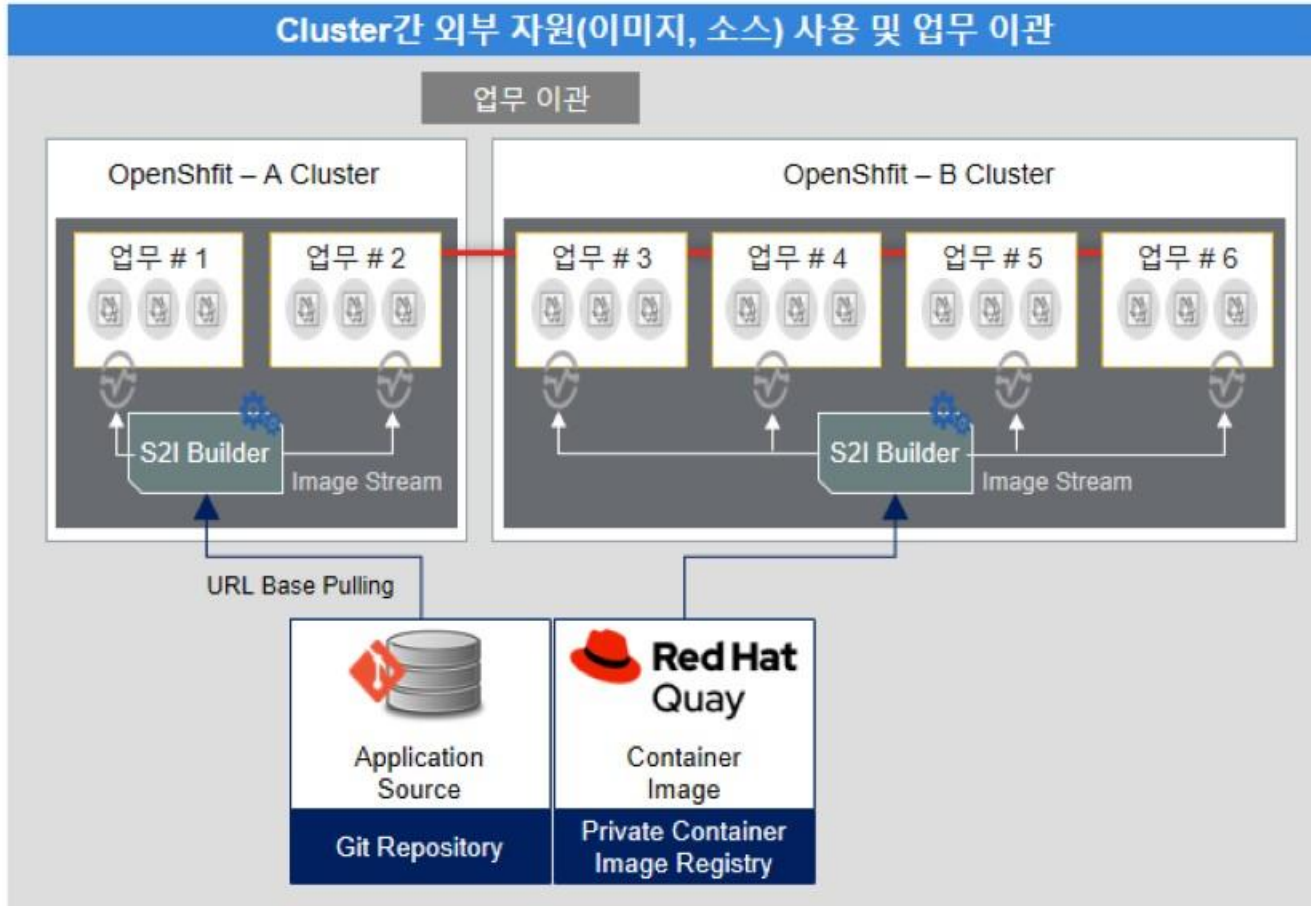 Cluster간 외부 자원(이미지, 소스) 사용 및 업무 이관
업무 이관
OpenShfit – A Cluster
OpenShfit – B Cluster
업무 # 1
업무 # 2
업무 # 3
업무 # 4
업무 # 5
업무 # 6
S2I Builder
Image Stream
S2I Builder
Image Stream
URL Base Pulling
Application
Source
Git Repository
Red Hat
Quay
Container
Image
Private Container
Image Registry